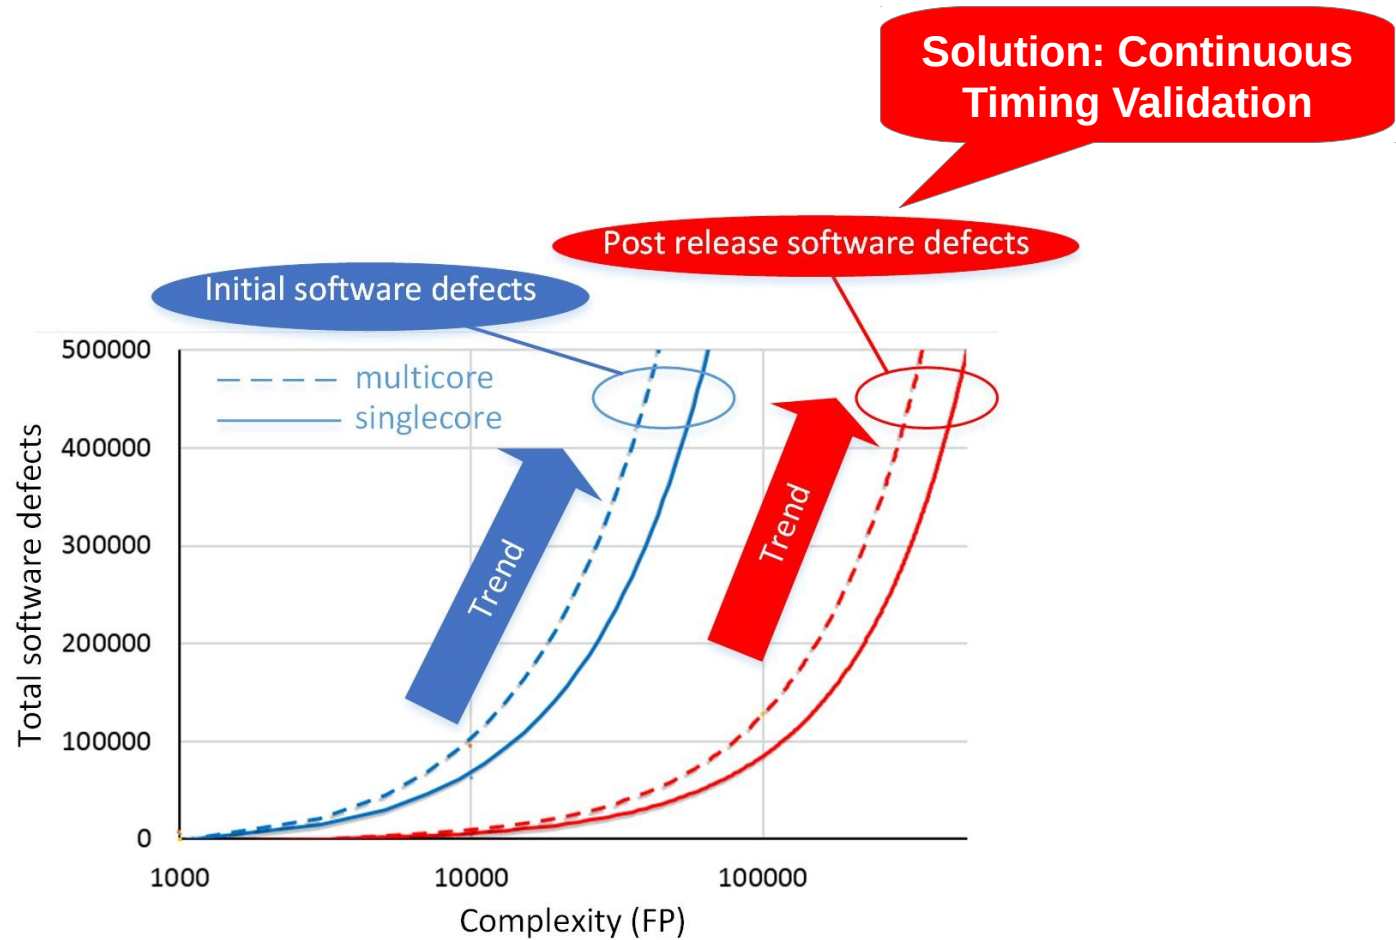 Solution: Continuous
Timing Validation
Post release software defects
Initial software defects
500000
400000
300000
200000
100000
0
multicore
singlecore
Trend
Trend
Total software defects
1000
10000
100000
Complexity (FP)